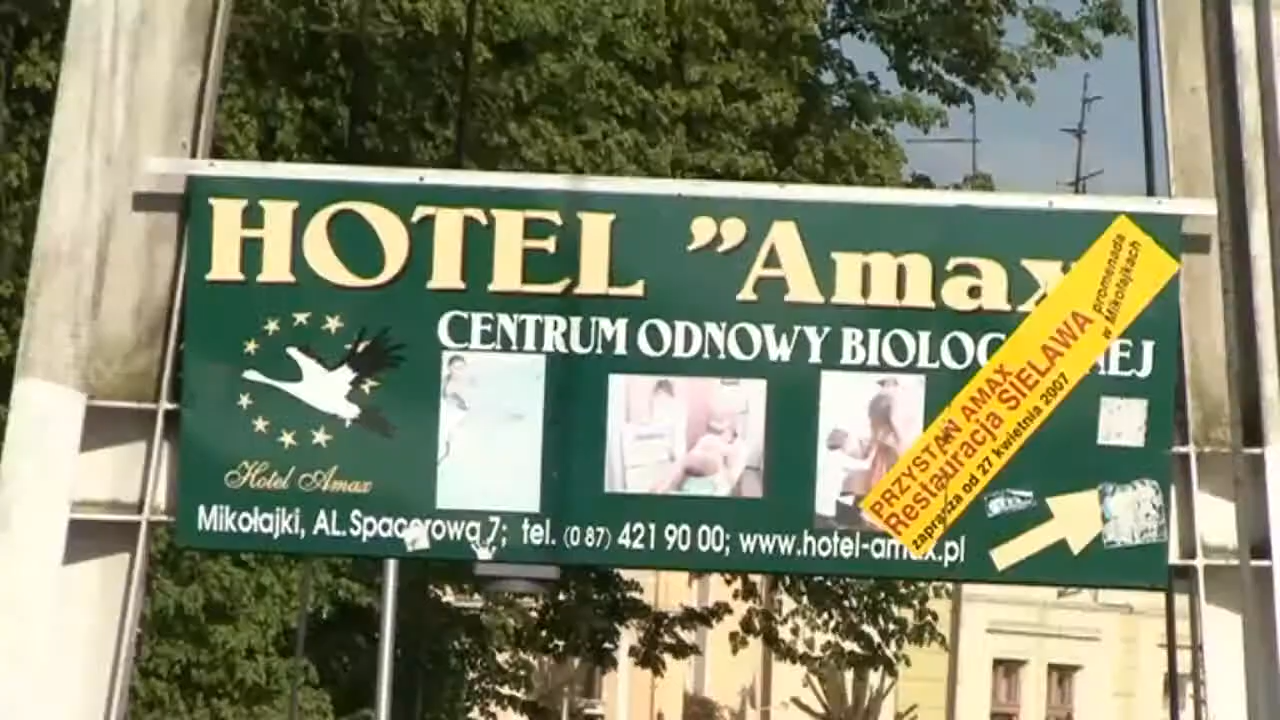 HOTEL "Amax
CENTRUM ODNOWY BIOLOG NEJ
Hotel Amax
Mikołajki, AL.Spacerowa 7; tel. (0 87) 421 90 00; www.hotel-amax.pl
PRZYSTAŃ AMAX
Restauracja SIELAWA
promenada
w Mikołajkach
zaprasza od 27 kwietnia 2007